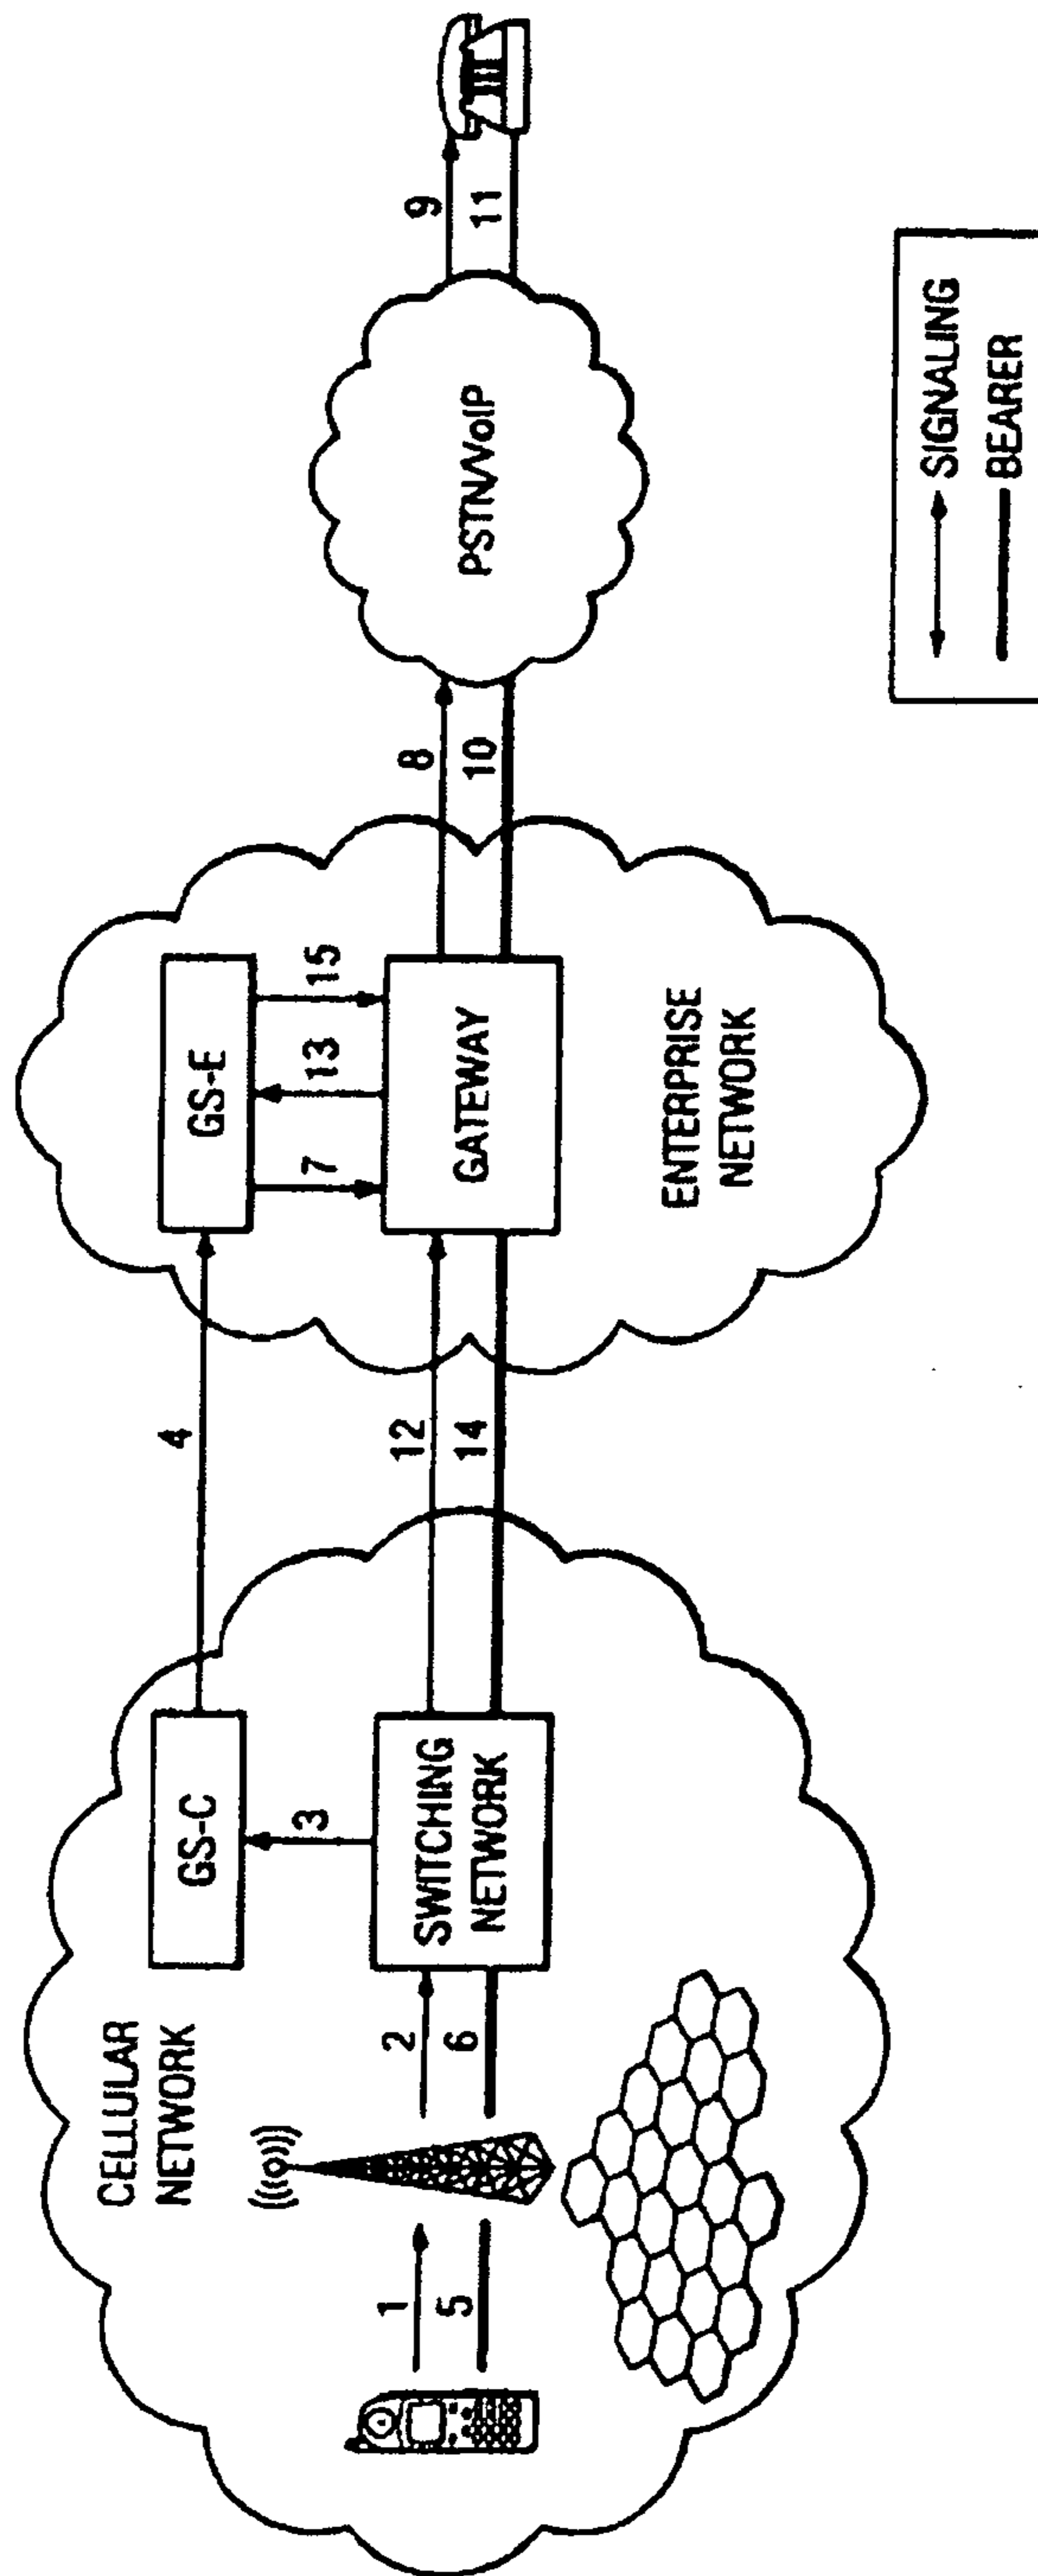 CELLULAR
NETWORK
GS-C
3
SWITCHING
NETWORK
1
5
2
6
4
12
14
GS-E
7
13
15
GATEWAY
ENTERPRISE
NETWORK
8
10
PSTN/VoIP
9
11
SIGNALING
BEARER